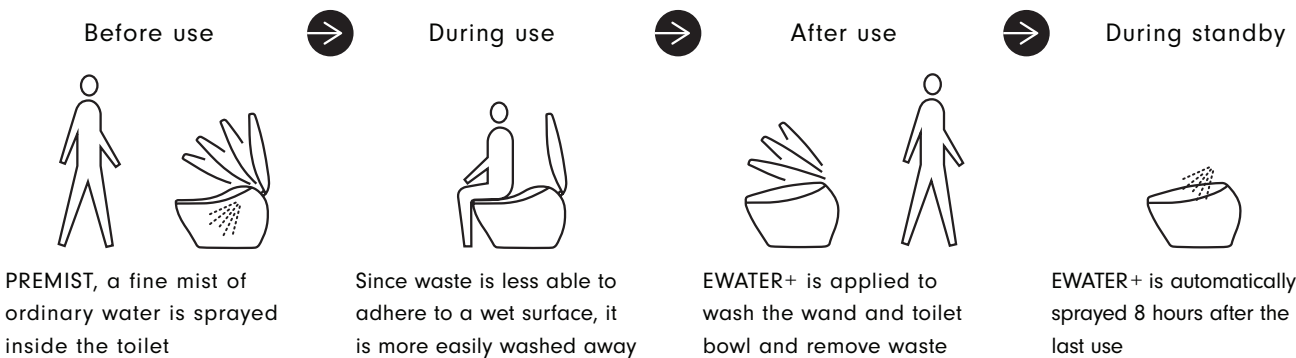 Before use
During use
After use
During standby
PREMIST, a fine mist of
ordinary water is sprayed
inside the toilet
Since waste is less able to
adhere to a wet surface, it
is more easily washed away
EWATER+ is applied to
wash the wand and toilet
bowl and remove waste
EWATER+ is automatically
sprayed 8 hours after the
last use